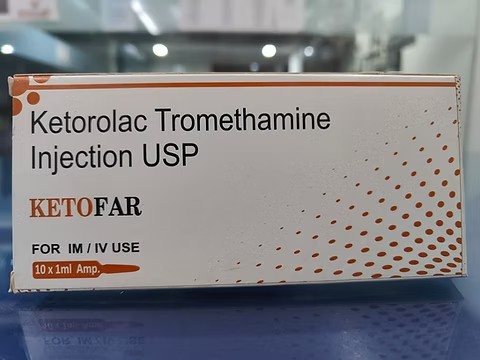 Ketorolac Tromethamine
Injection USP
KETOFAR
FOR IM / IV USE
10 x 1ml Amp.